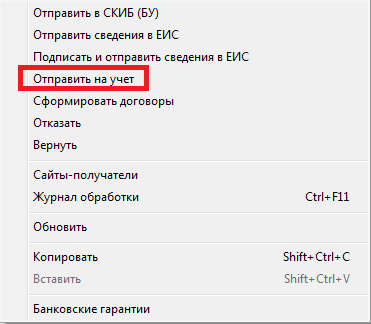 Отправить в СКИБ (БУ)
Отправить сведения в ЕИС
Подписать и отправить сведения в ЕИС
Отправить на учет
Сформировать договоры
Отказать
Вернуть
Сайты-получатели
Журнал обработки Ctrl+F11
Обновить
Копировать Shift+Ctrl+C
Вставить Shift+Ctrl+V
Банковские гарантии